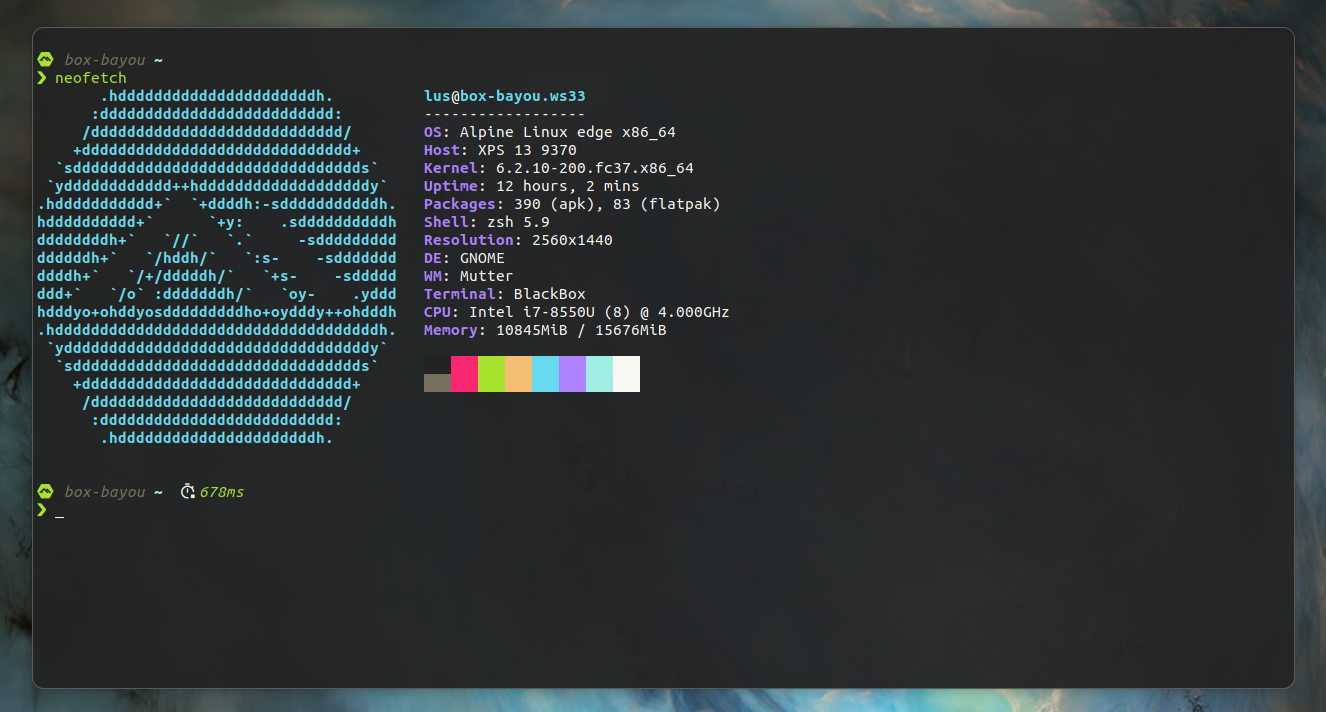 box-bayou ~
❯ neofetch
.hddddddddddddddddddddddh.
:dddddddddddddddddddddddddd:
/dddddddddddddddddddddddddddd/
+dddddddddddddddddddddddddddddd+
`sdddddddddddddddddddddddddddddddds`
`ydddddddddddd++hdddddddddddddddddddy`
.hddddddddddd+` `+ddddh:-sdddddddddddh.
hdddddddddd+` `+y: .sddddddddddh
ddddddddh+` `//` `.` -sddddddddd
ddddddh+` `/hddh/` `:s- -sddddddd
ddddh+` `/+/dddddh/` `+s- -sddddd
ddd+` `/o` :dddddddh/` `oy- .yddd
hdddyo+ohddyosdddddddddho+oydddy++ohdddh
.hddddddddddddddddddddddddddddddddddddh.
`yddddddddddddddddddddddddddddddddddy`
`sdddddddddddddddddddddddddddddddds`
+dddddddddddddddddddddddddddddd+
/dddddddddddddddddddddddddddd/
:dddddddddddddddddddddddddd:
.hddddddddddddddddddddddh.
lus@box-bayou.ws33
------------------
OS: Alpine Linux edge x86_64
Host: XPS 13 9370
Kernel: 6.2.10-200.fc37.x86_64
Uptime: 12 hours, 2 mins
Packages: 390 (apk), 83 (flatpak)
Shell: zsh 5.9
Resolution: 2560x1440
DE: GNOME
WM: Mutter
Terminal: BlackBox
CPU: Intel i7-8550U (8) @ 4.000GHz
Memory: 10845MiB / 15676MiB
box-bayou ~ 678ms
❯ _